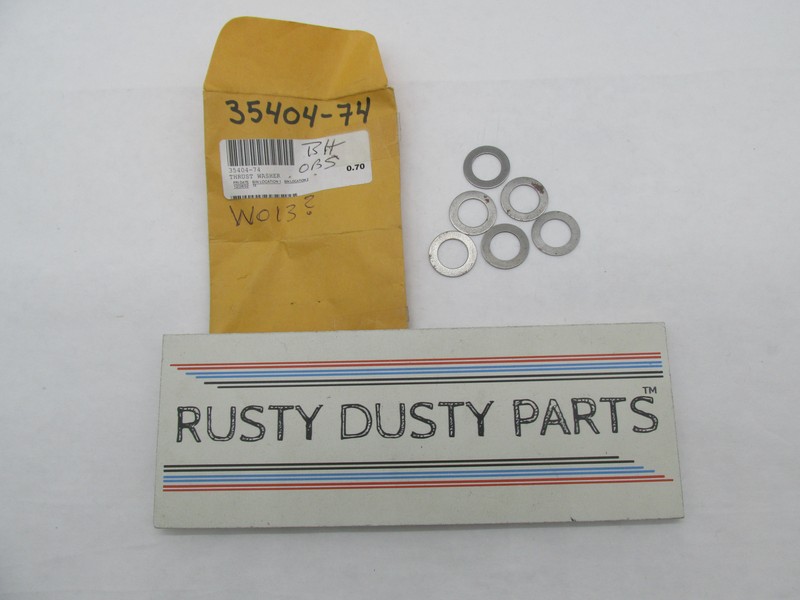 35404-74
BH
OBS
35404-74
THRUST WASHER
0.70
W013?
RUSTY DUSTY PARTS™